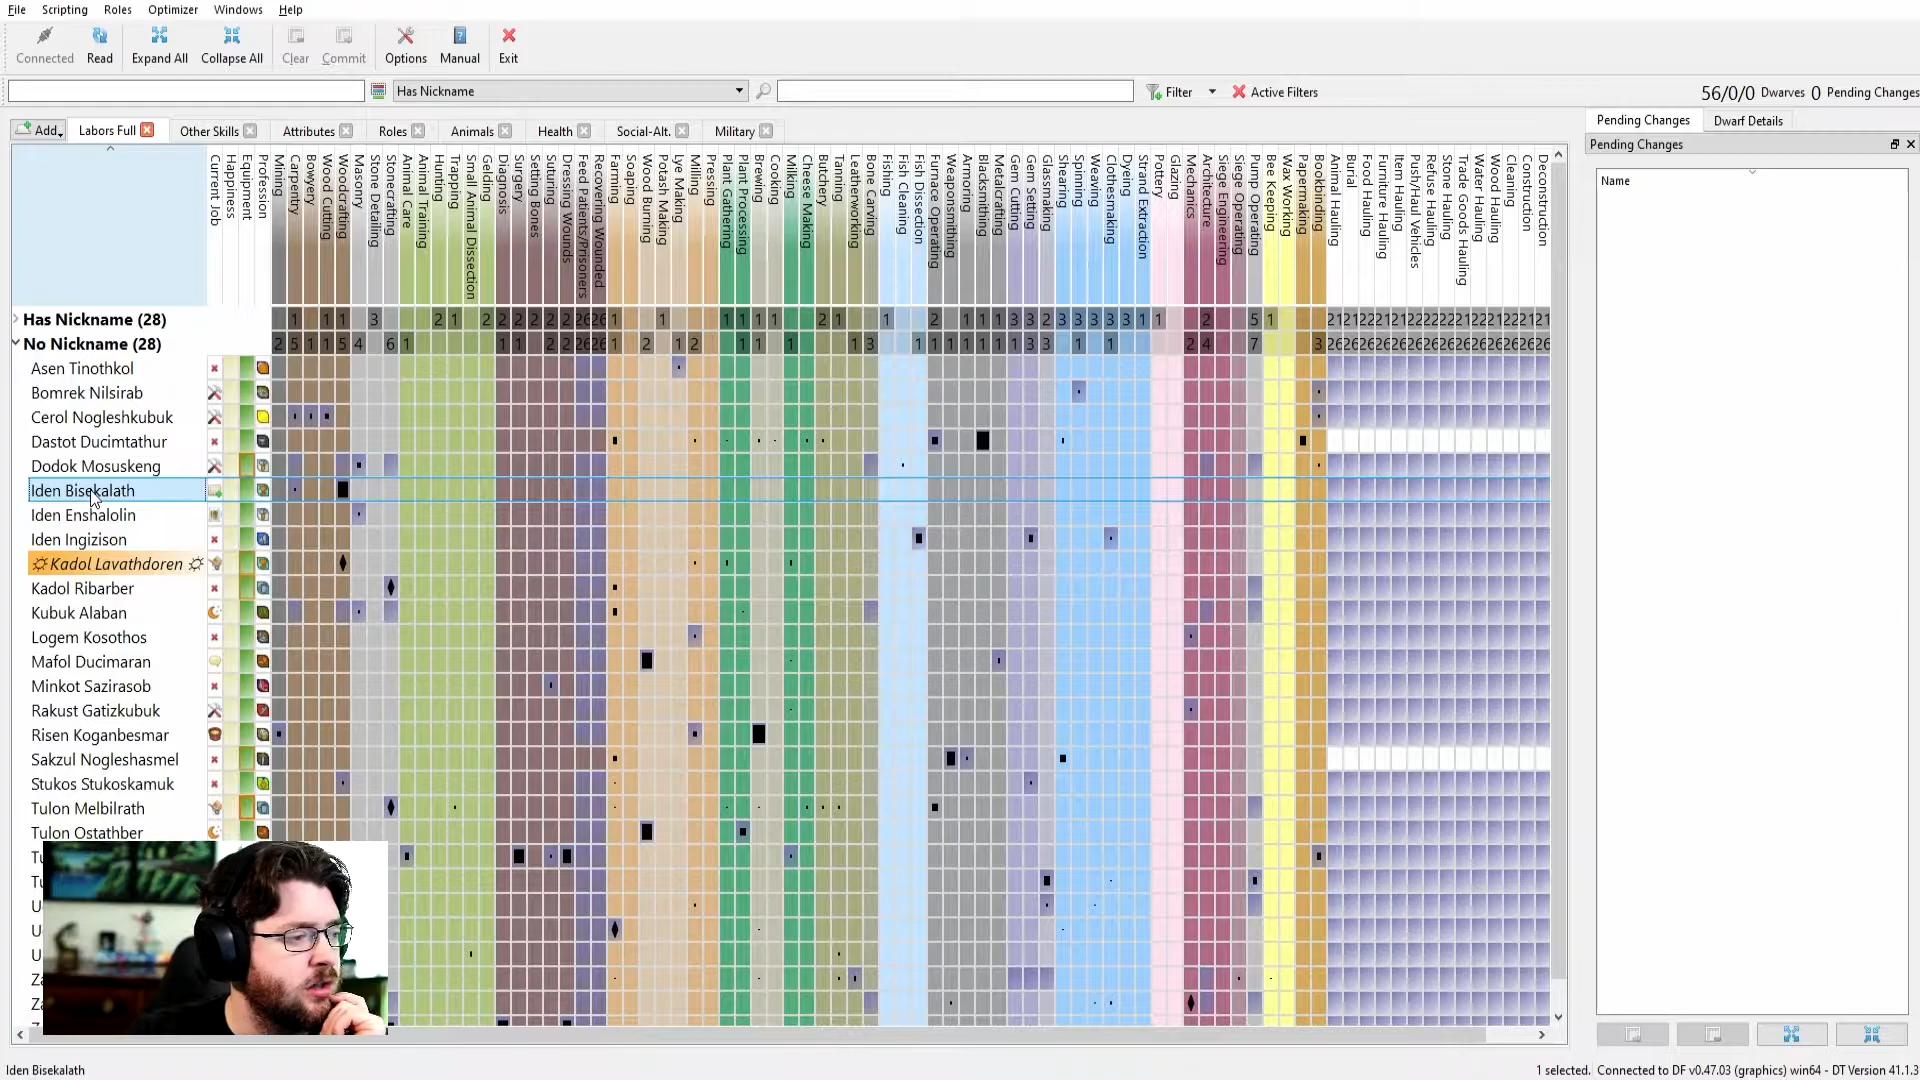 File Scripting Roles Optimizer Windows Help
Connected Read Expand All Collapse All Clear Commit Options Manual Exit
Has Nickname Filter Active Filters 56/0/0 Dwarves 0 Pending Changes
Add Labors Full Other Skills Attributes Roles Animals Health Social-Alt. Military
Pending Changes Dwarf Details
Pending Changes
Name
Current Job
Happiness
Equipment
Profession
Mining
Carpentry
Bowyery
Wood Cutting
Woodcrafting
Masonry
Stone Detailing
Stonecrafting
Animal Care
Animal Training
Hunting
Trapping
Small Animal Dissection
Gelding
Diagnosis
Surgery
Setting Bones
Suturing
Dressing Wounds
Feed Patients/Prisoners
Recovering Wounded
Farming
Soaping
Wood Burning
Potash Making
Lye Making
Milling
Pressing
Plant Gathering
Plant Processing
Brewing
Cooking
Milking
Cheese Making
Butchery
Tanning
Leatherworking
Bone Carving
Fishing
Fish Cleaning
Fish Dissection
Furnace Operating
Weaponsmithing
Armoring
Blacksmithing
Metalcrafting
Gem Cutting
Gem Setting
Glassmaking
Shearing
Spinning
Weaving
Clothesmaking
Dyeing
Strand Extraction
Pottery
Glazing
Mechanics
Architecture
Siege Engineering
Siege Operating
Pump Operating
Bee Keeping
Wax Working
Papermaking
Bookbinding
Animal Hauling
Burial
Food Hauling
Furniture Hauling
Item Hauling
Push/Haul Vehicles
Refuse Hauling
Stone Hauling
Trade Goods Hauling
Water Hauling
Wood Hauling
Cleaning
Construction
Deconstruction
Has Nickname (28)
No Nickname (28)
Asen Tinothkol
Bomrek Nilsirab
Cerol Nogleshkubuk
Dastot Ducimtathur
Dodok Mosuskeng
Iden Bisekalath
Iden Enshalolin
Iden Ingizison
Kadol Lavathdoren
Kadol Ribarber
Kubuk Alaban
Logem Kosothos
Mafol Ducimaran
Minkot Sazirasob
Rakust Gatizkubuk
Risen Koganbesmar
Sakzul Nogleshasmel
Stukos Stukoskamuk
Tulon Melbilrath
Tulon Ostathber
Iden Bisekalath 1 selected. Connected to DF v0.47.03 (graphics) win64 - DT Version 41.1.3